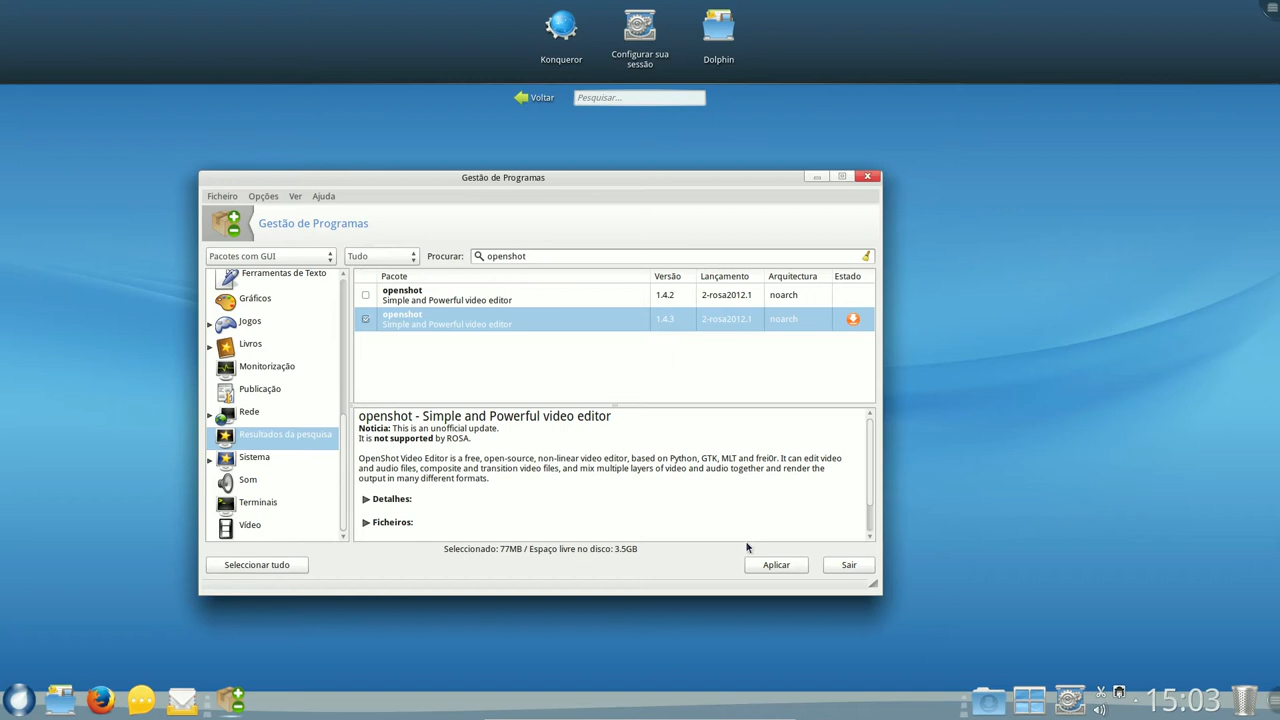 Konqueror
Configurar sua
sessão
Dolphin
Voltar
Pesquisar...
Gestão de Programas
Ficheiro Opções Ver Ajuda
Gestão de Programas
Pacotes com GUI Tudo Procurar: openshot
Ferramentas de Texto
Gráficos
Jogos
Livros
Monitorização
Publicação
Rede
Resultados da pesquisa
Sistema
Som
Terminais
Vídeo
Pacote Versão Lançamento Arquitectura Estado
openshot
Simple and Powerful video editor 1.4.2 2-rosa2012.1 noarch
openshot
Simple and Powerful video editor 1.4.3 2-rosa2012.1 noarch
openshot - Simple and Powerful video editor
Notícia: This is an unofficial update.
It is not supported by ROSA.
OpenShot Video Editor is a free, open-source, non-linear video editor, based on Python, GTK, MLT and frei0r. It can edit video
and audio files, composite and transition video files, and mix multiple layers of video and audio together and render the
output in many different formats.
Detalhes:
Ficheiros:
Seleccionado: 77MB / Espaço livre no disco: 3.5GB
Seleccionar tudo Aplicar Sair
15:03